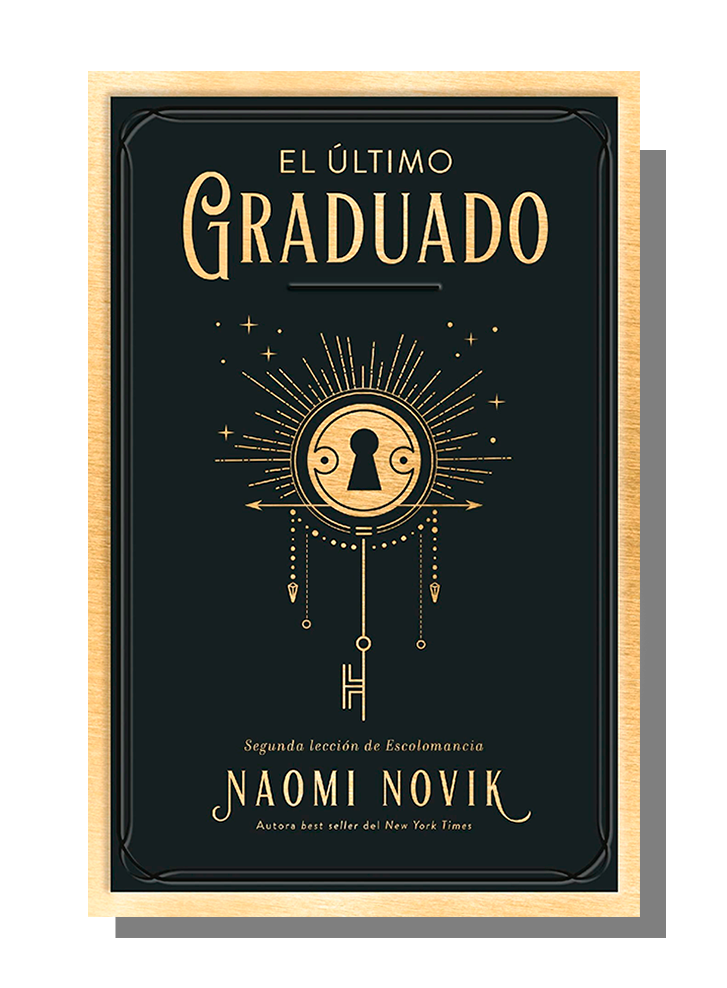 EL ÚLTIMO
GRADUADO
Segunda lección de Escolomancia
NAOMI NOVIK
Autora best seller del New York Times